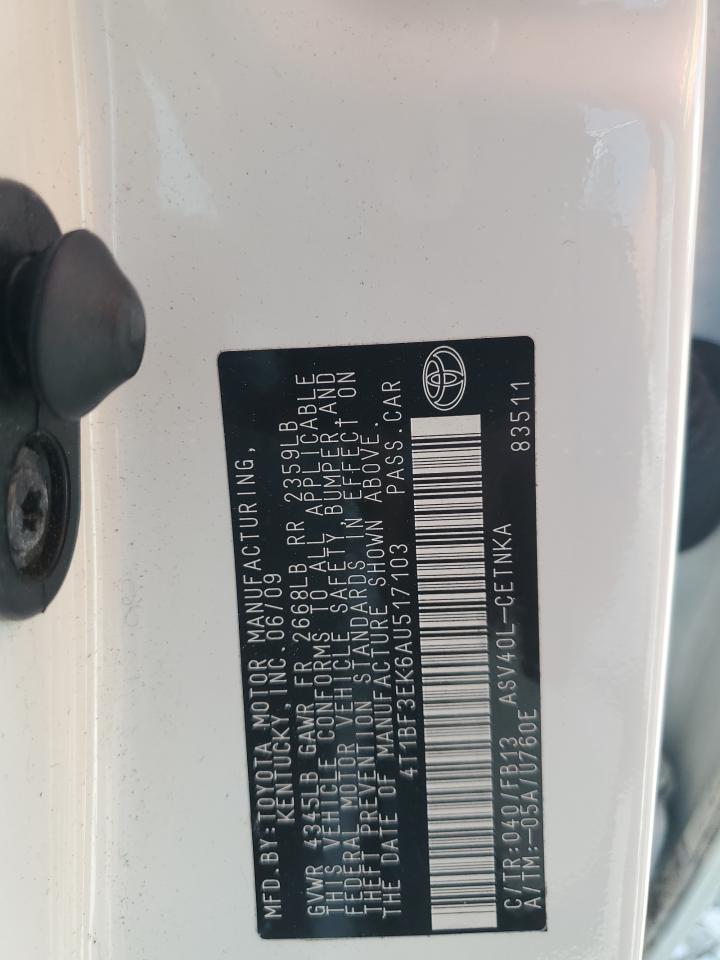 MFD.BY:TOYOTA MOTOR MANUFACTURING,
KENTUCKY, INC.06/09
GVWR 4345LB GAWR FR 2668LB RR 2359LB
THIS VEHICLE CONFORMS TO ALL APPLICABLE
FEDERAL MOTOR VEHICLE SAFETY,BUMPER,AND
THEFT PREVENTION STANDARDS IN EFFECT ON
THE DATE OF MANUFACTURE SHOWN ABOVE.
4T1BF3EK6AU517103 PASS.CAR
C/TR:040/FB13 ASV40L-CETNKA 83511
A/TM:-05A/U760E